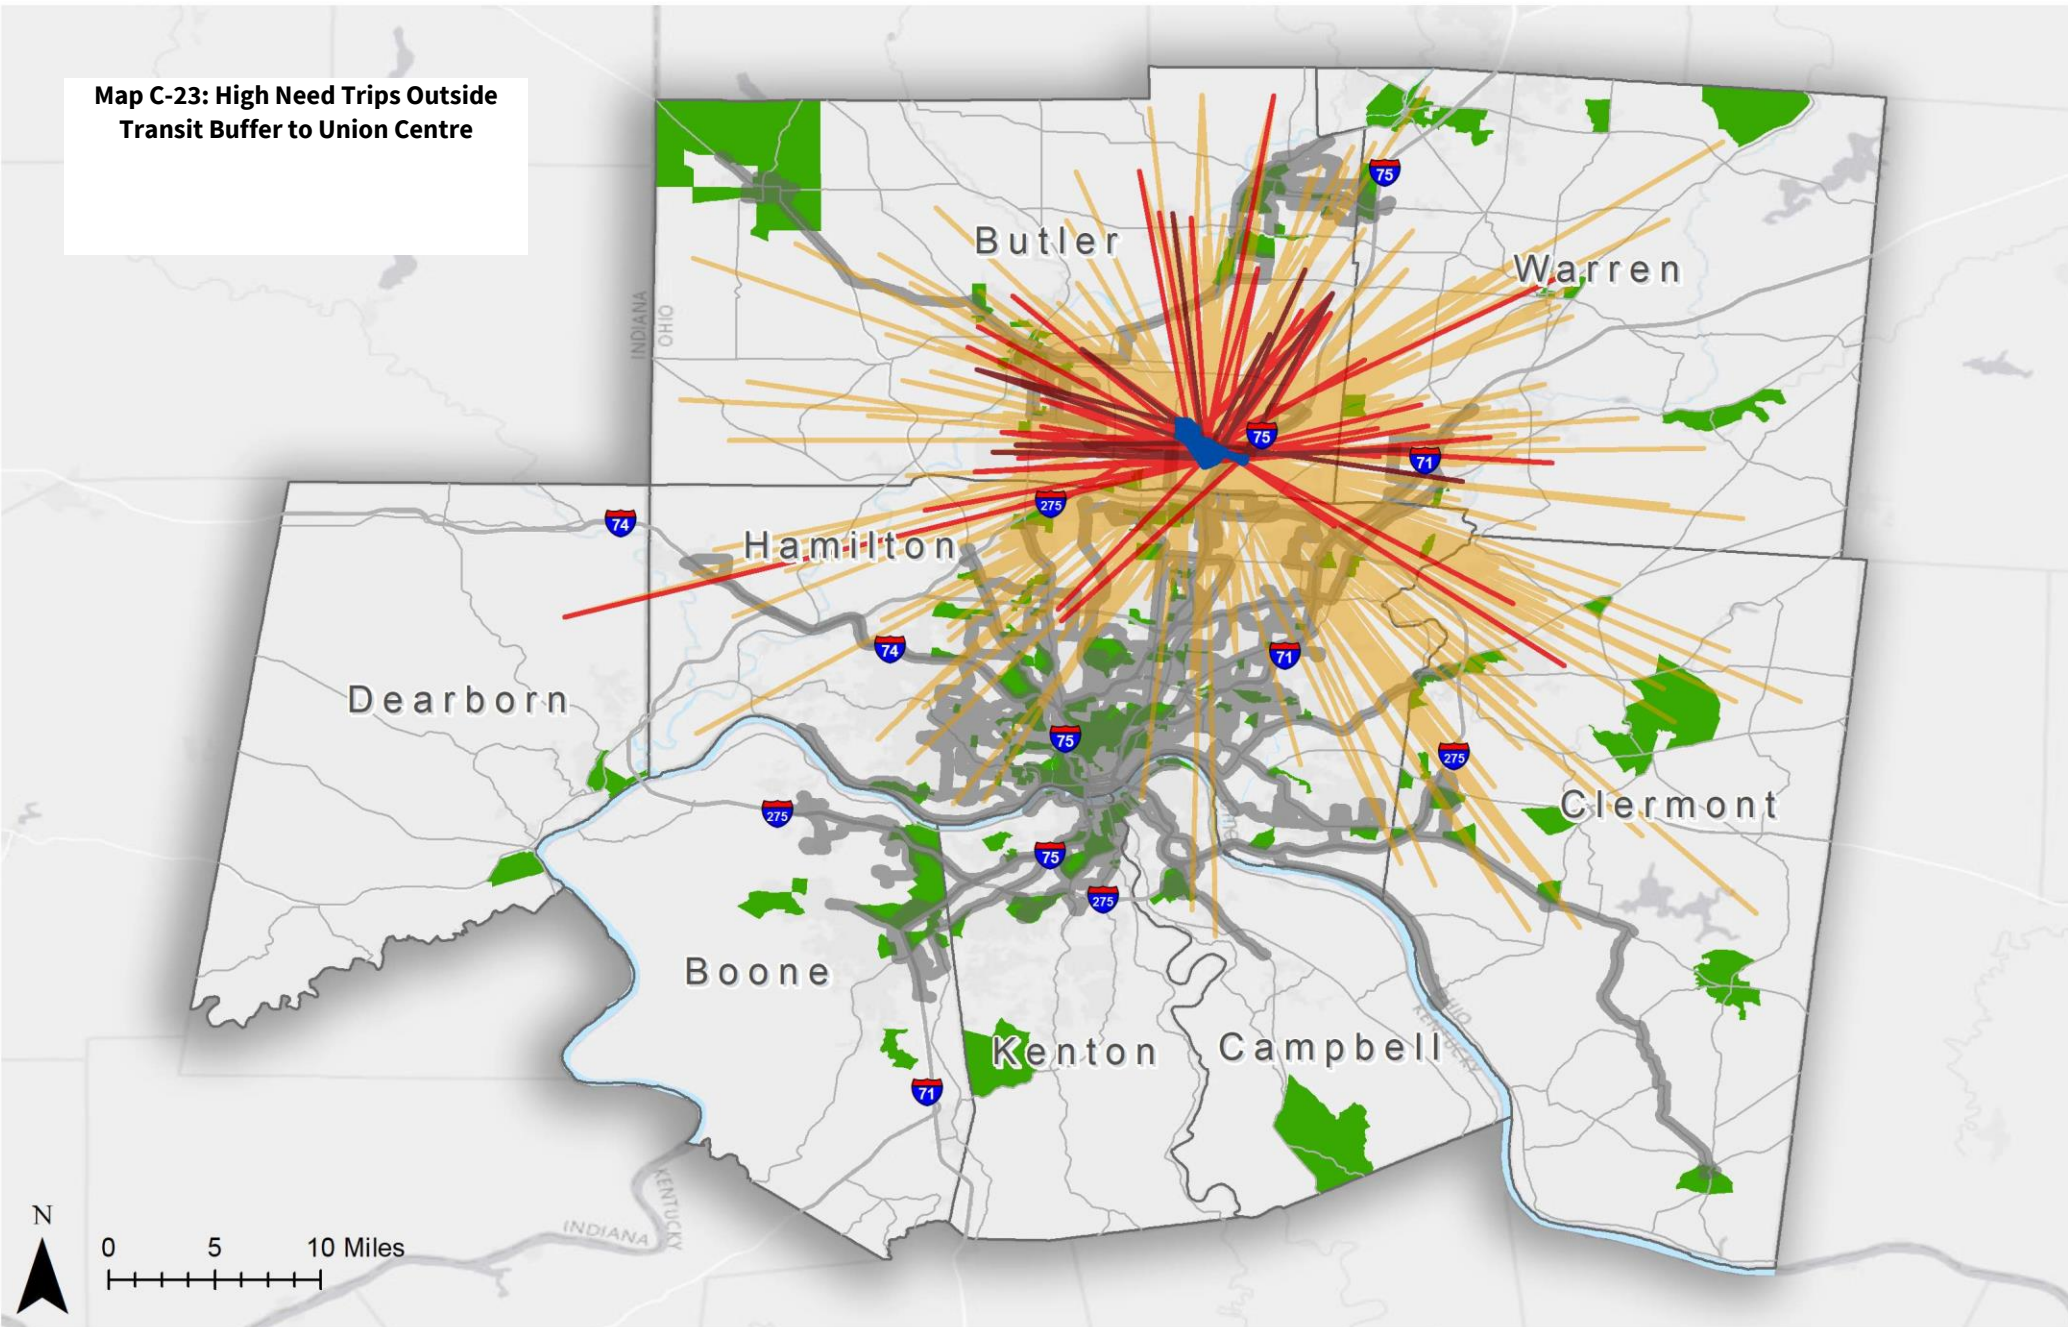 Map C-23: High Need Trips Outside
Transit Buffer to Union Centre
75
Butler
Warren
INDIANA
OHIO
75
71
275
74
Hamilton
74
71
Dearborn
75
275
275
Clermont
75
275
Boone
OHIO
KENTUCKY
Kenton
Campbell
71
KENTUCKY
INDIANA
N
0 5 10 Miles